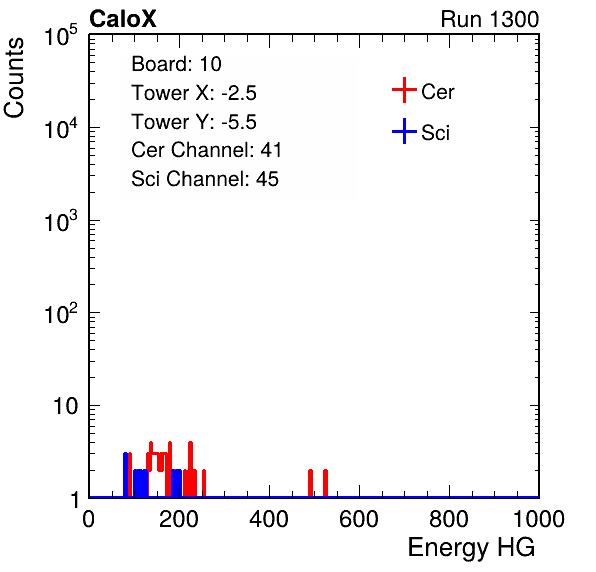 CaloX Run 1300
Counts
10^5
10^4
10^3
10^2
10
1
Board: 10
Tower X: -2.5
Tower Y: -5.5
Cer Channel: 41
Sci Channel: 45
Cer
Sci
0 200 400 600 800 1000
Energy HG